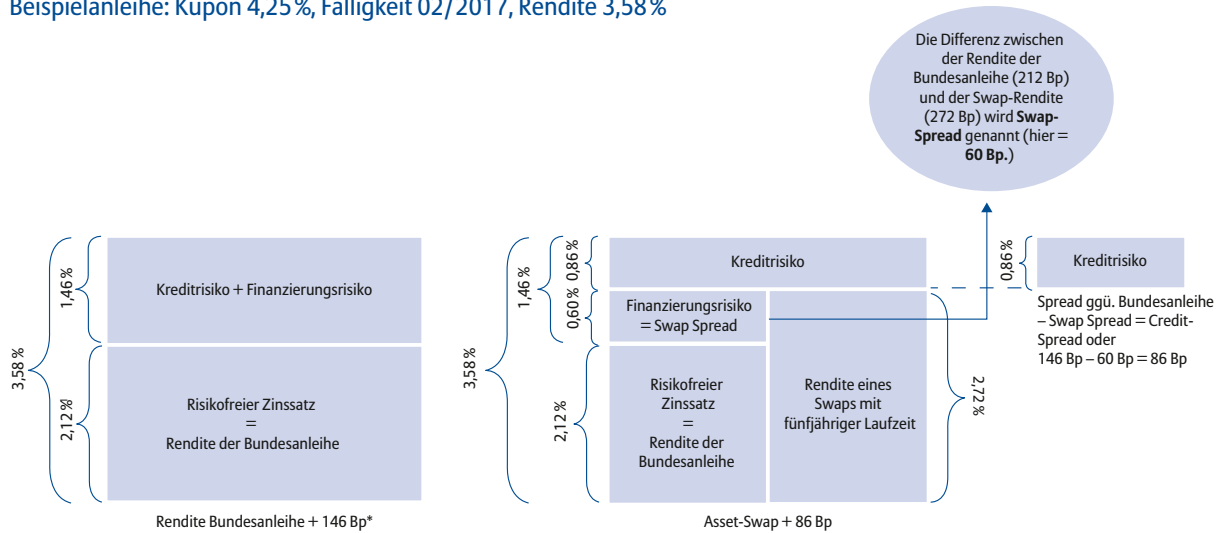 Beispielanleihe: Kupon 4,25 %, Fälligkeit 02/2017, Rendite 3,58 %
Die Differenz zwischen
der Rendite der
Bundesanleihe (212 Bp)
und der Swap-Rendite
(272 Bp) wird Swap-
Spread genannt (hier =
60 Bp.)
3,58 %
1,46 %
2,12 %
Kreditrisiko + Finanzierungsrisiko
Risikofreier Zinssatz
=
Rendite der Bundesanleihe
Rendite Bundesanleihe + 146 Bp*
3,58 %
1,46 %
0,86 %
0,60 %
2,12 %
Kreditrisiko
Finanzierungsrisiko
= Swap Spread
Risikofreier
Zinssatz
=
Rendite der
Bundesanleihe
Rendite eines
Swaps mit
fünfjähriger Laufzeit
2,72 %
Asset-Swap + 86 Bp
0,86 %
Kreditrisiko
Spread ggü. Bundesanleihe
– Swap Spread = Credit-
Spread oder
146 Bp – 60 Bp = 86 Bp